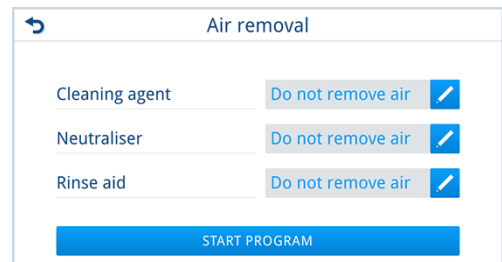 Air removal
Cleaning agent Do not remove air
Neutraliser Do not remove air
Rinse aid Do not remove air
START PROGRAM